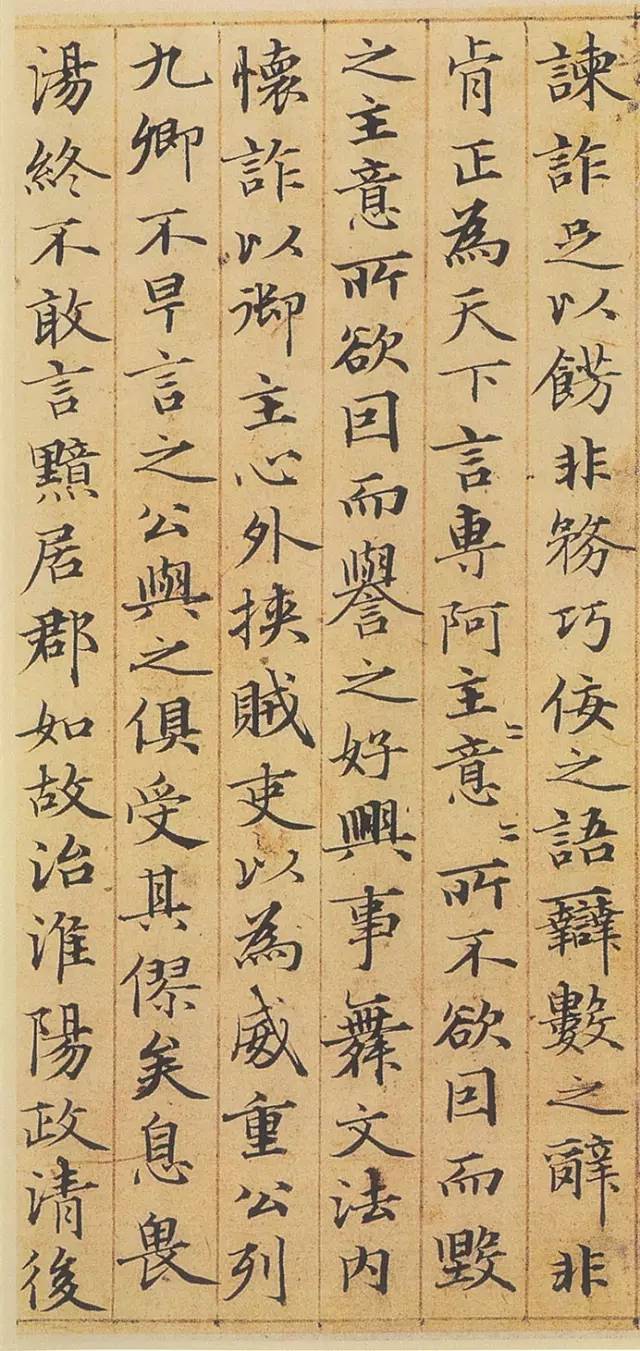 諫詐足以餝非務巧佞之語辯數之辭非
肯正為天下言專阿主〻意〻所不欲因而毀
之主意所欲因而譽之好興事舞文法內
懷詐以御主心外挾賊吏以為威重公列
九卿不早言之公與之俱受其僇矣息畏
湯終不敢言黯居郡如故治淮陽政清後